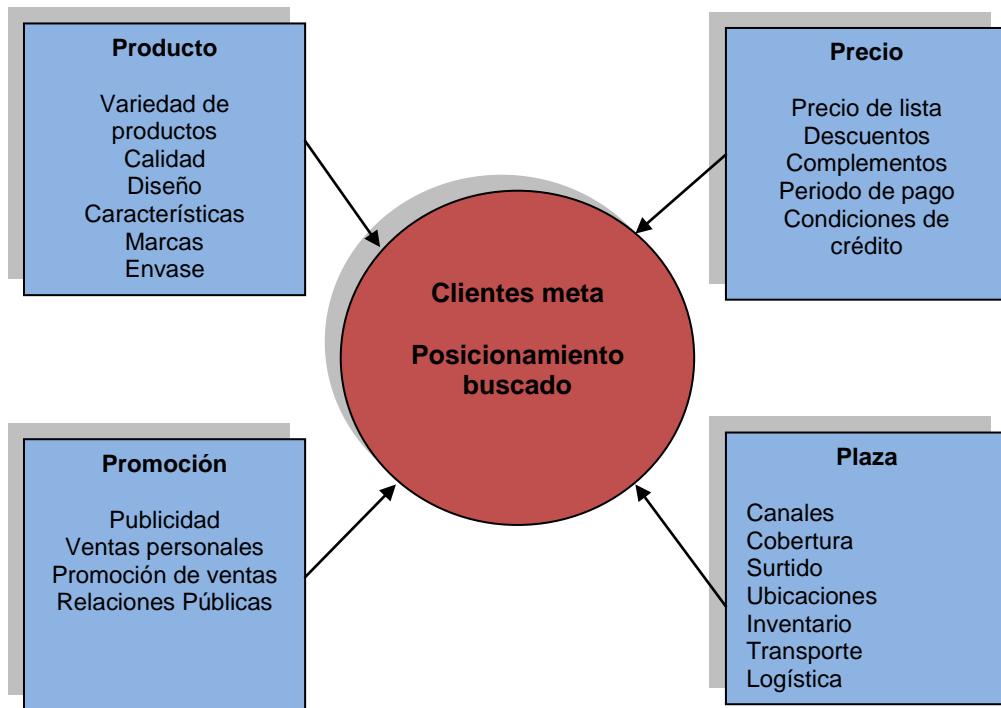 Producto
Variedad de
productos
Calidad
Diseño
Característícas
Marcas
Envase
Precio
Precio de lista
Descuentos
Complementos
Periodo de pago
Condiciones de
crédito
Clientes meta
Posicionamiento
buscado
Promoción
Publicidad
Ventas personales
Promoción de ventas
Relaciones Públicas
Plaza
Canales
Cobertura
Surtido
Ubicaciones
Inventario
Transporte
Logística